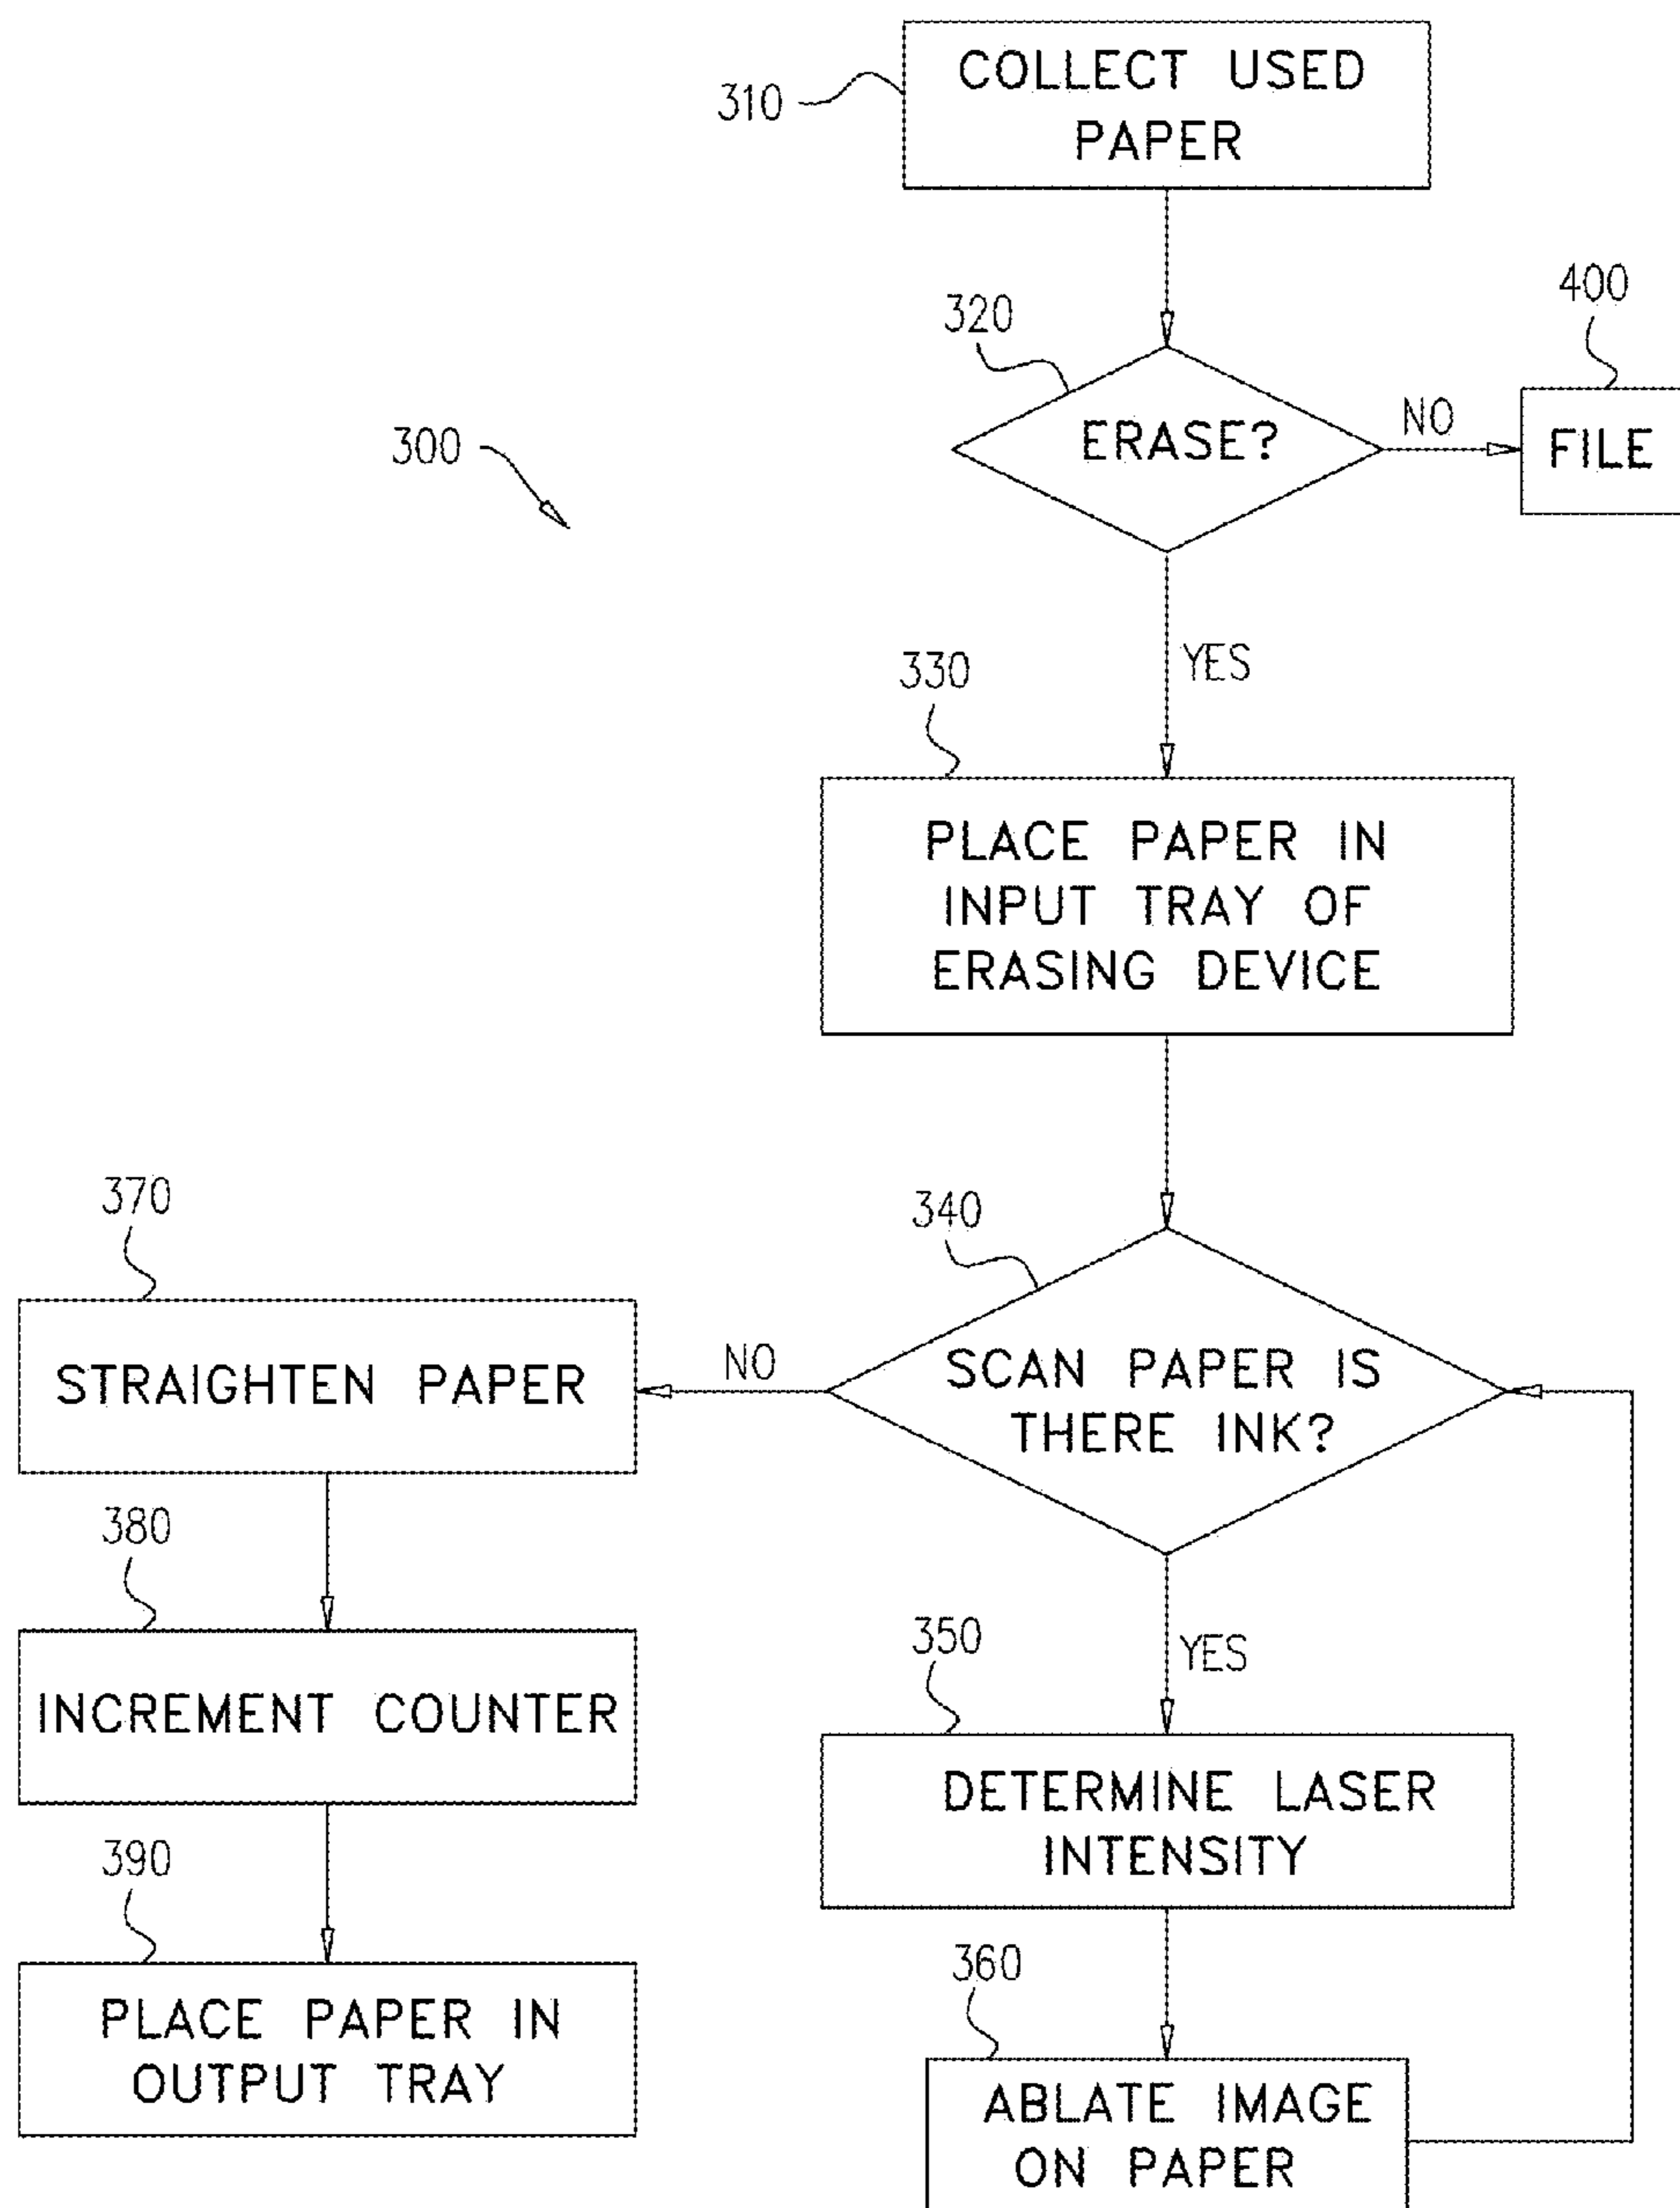 310
COLLECT USED
PAPER
320
400
300
ERASE?
NO
FILE
YES
330
PLACE PAPER IN
INPUT TRAY OF
ERASING DEVICE
370
340
STRAIGHTEN PAPER
NO
SCAN PAPER IS
THERE INK?
380
INCREMENT COUNTER
350
YES
DETERMINE LASER
INTENSITY
390
PLACE PAPER IN
OUTPUT TRAY
360
ABLATE IMAGE
ON PAPER